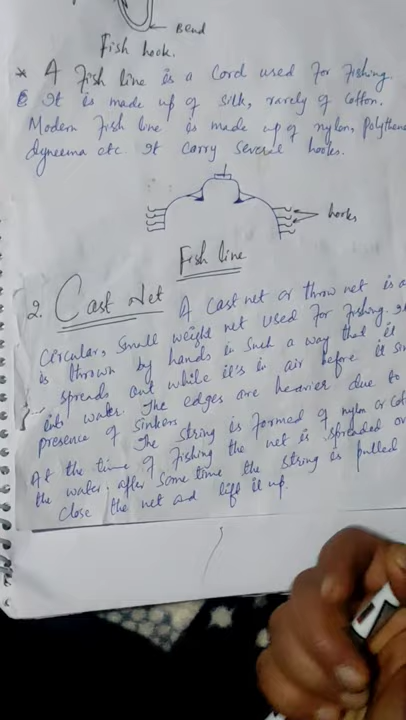 Bend
Fish hook.
* A Fish line is a Cord used For Fishing.
It is made up of silk, rarely of Cotton.
Modern Fish line is made up of nylon, Polythene
dyneema etc. It carry Several hooks.
hooks
Fish line
2. Cast Net A cast net or throw net is a
Circular, Small weight net used For Fishing. It
is thrown by hands in Such a way that it
spreads out while it's in air before it
into water. The edges are heavier due to
presence of Sinkers
The String is formed of nylon or
At the time of Fishing the net is spreaded
the water. after Some time the String is pulled
close the net and lift it up